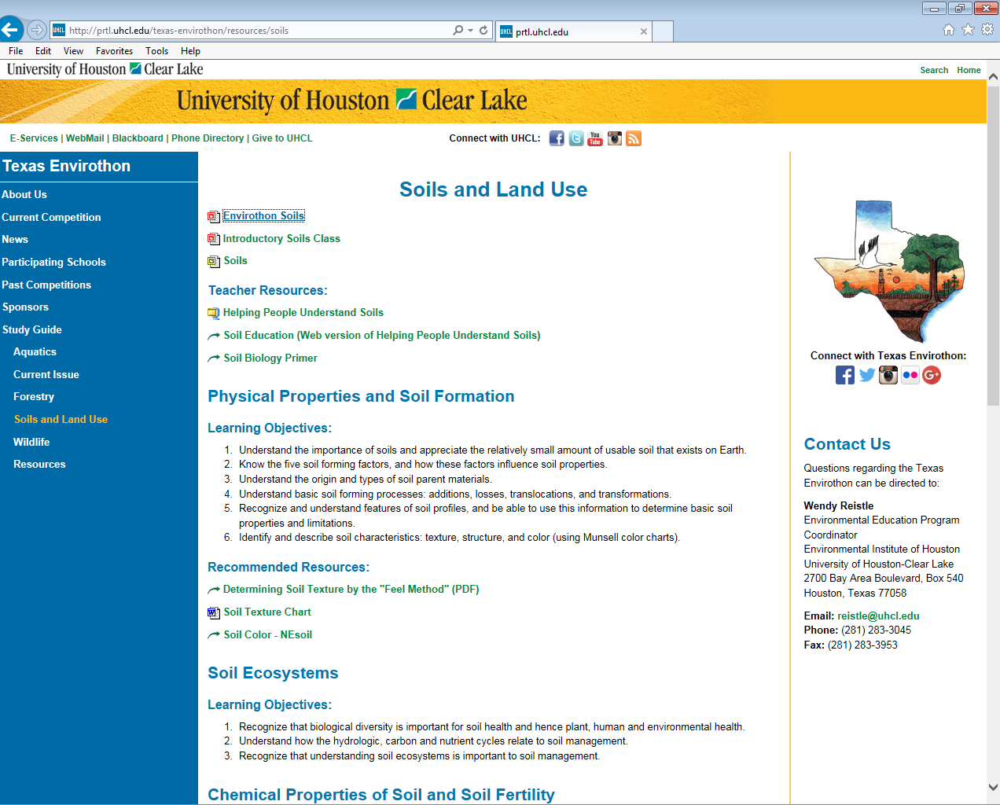 http://prtl.uhcl.edu/texas-envirothon/resources/soils
prtl.uhcl.edu
File Edit View Favorites Tools Help
University of Houston Clear Lake
Search Home
University of Houston Clear Lake
E-Services | WebMail | Blackboard | Phone Directory | Give to UHCL
Connect with UHCL:
Texas Envirothon
About Us
Current Competition
News
Participating Schools
Past Competitions
Sponsors
Study Guide
Aquatics
Current Issue
Forestry
Soils and Land Use
Wildlife
Resources
Soils and Land Use
Envirothon Soils
Introductory Soils Class
Soils
Teacher Resources:
Helping People Understand Soils
Soil Education (Web version of Helping People Understand Soils)
Soil Biology Primer
Physical Properties and Soil Formation
Learning Objectives:
1. Understand the importance of soils and appreciate the relatively small amount of usable soil that exists on Earth.
2. Know the five soil forming factors, and how these factors influence soil properties.
3. Understand the origin and types of soil parent materials.
4. Understand basic soil forming processes: additions, losses, translocations, and transformations.
5. Recognize and understand features of soil profiles, and be able to use this information to determine basic soil
properties and limitations.
6. Identify and describe soil characteristics: texture, structure, and color (using Munsell color charts).
Recommended Resources:
Determining Soil Texture by the "Feel Method" (PDF)
Soil Texture Chart
Soil Color - NEsoil
Soil Ecosystems
Learning Objectives:
1. Recognize that biological diversity is important for soil health and hence plant, human and environmental health.
2. Understand how the hydrologic, carbon and nutrient cycles relate to soil management.
3. Recognize that understanding soil ecosystems is important to soil management.
Chemical Properties of Soil and Soil Fertility
Connect with Texas Envirothon:
Contact Us
Questions regarding the Texas
Envirothon can be directed to:
Wendy Reistle
Environmental Education Program
Coordinator
Environmental Institute of Houston
University of Houston-Clear Lake
2700 Bay Area Boulevard, Box 540
Houston, Texas 77058
Email: reistle@uhcl.edu
Phone: (281) 283-3045
Fax: (281) 283-3953